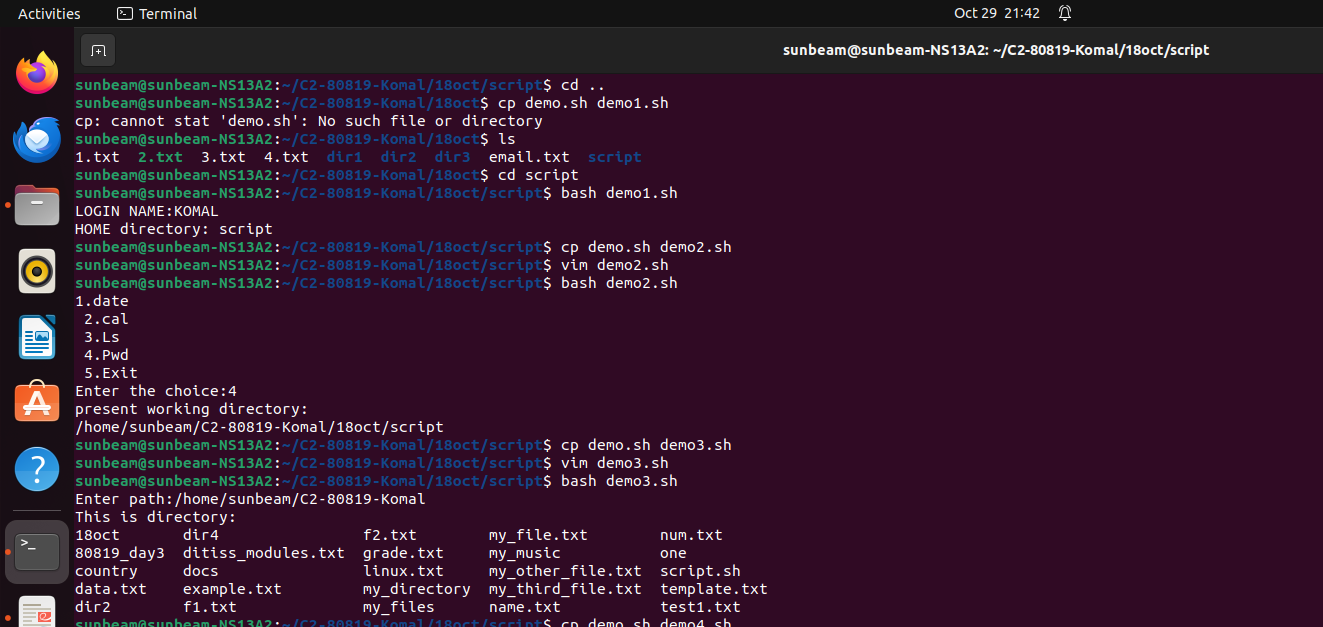 Activities Terminal Oct 29 21:42
sunbeam@sunbeam-NS13A2: ~/C2-80819-Komal/18oct/script
sunbeam@sunbeam-NS13A2:~/C2-80819-Komal/18oct/script$ cd ..
sunbeam@sunbeam-NS13A2:~/C2-80819-Komal/18oct$ cp demo.sh demo1.sh
cp: cannot stat 'demo.sh': No such file or directory
sunbeam@sunbeam-NS13A2:~/C2-80819-Komal/18oct$ ls
1.txt 2.txt 3.txt 4.txt dir1 dir2 dir3 email.txt script
sunbeam@sunbeam-NS13A2:~/C2-80819-Komal/18oct$ cd script
sunbeam@sunbeam-NS13A2:~/C2-80819-Komal/18oct/script$ bash demo1.sh
LOGIN NAME:KOMAL
HOME directory: script
sunbeam@sunbeam-NS13A2:~/C2-80819-Komal/18oct/script$ cp demo.sh demo2.sh
sunbeam@sunbeam-NS13A2:~/C2-80819-Komal/18oct/script$ vim demo2.sh
sunbeam@sunbeam-NS13A2:~/C2-80819-Komal/18oct/script$ bash demo2.sh
1.date
2.cal
3.Ls
4.Pwd
5.Exit
Enter the choice:4
present working directory:
/home/sunbeam/C2-80819-Komal/18oct/script
sunbeam@sunbeam-NS13A2:~/C2-80819-Komal/18oct/script$ cp demo.sh demo3.sh
sunbeam@sunbeam-NS13A2:~/C2-80819-Komal/18oct/script$ vim demo3.sh
sunbeam@sunbeam-NS13A2:~/C2-80819-Komal/18oct/script$ bash demo3.sh
Enter path:/home/sunbeam/C2-80819-Komal
This is directory:
18oct dir4 f2.txt my_file.txt num.txt
80819_day3 ditiss_modules.txt grade.txt my_music one
country docs linux.txt my_other_file.txt script.sh
data.txt example.txt my_directory my_third_file.txt template.txt
dir2 f1.txt my_files name.txt test1.txt
sunbeam@sunbeam-NS13A2:~/C2-80819-Komal/18oct/script$ cp demo.sh demo4.sh